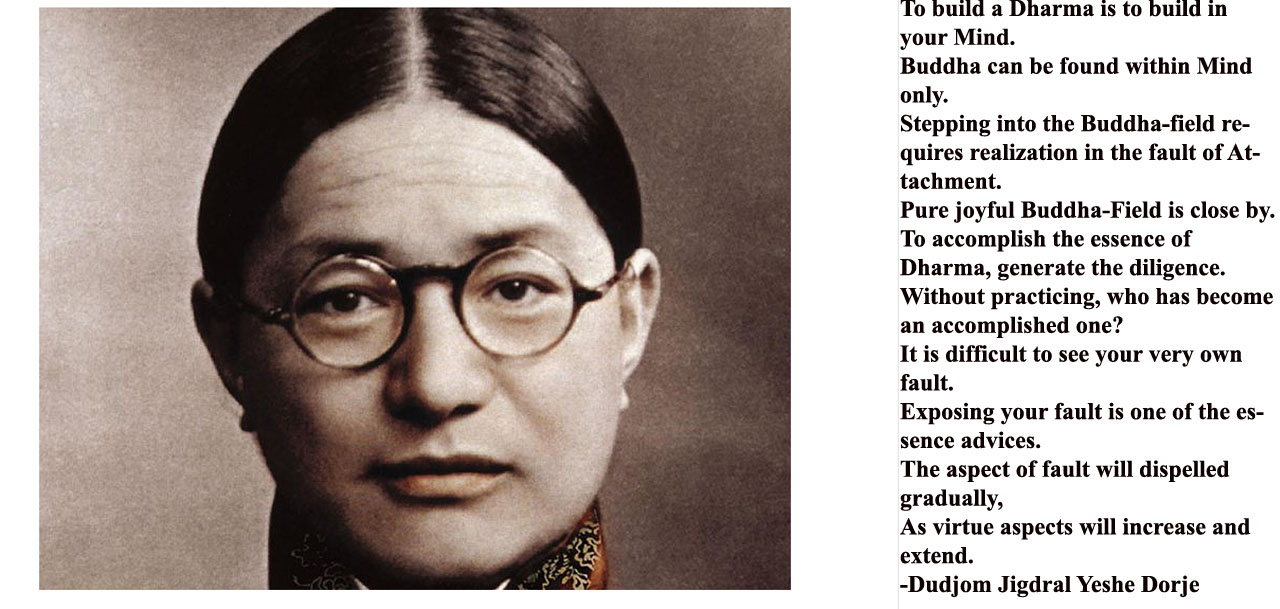 To build a Dharma is to build in
your Mind.
Buddha can be found within Mind
only.
Stepping into the Buddha-field re-
quires realization in the fault of At-
tachment.
Pure joyful Buddha-Field is close by.
To accomplish the essence of
Dharma, generate the diligence.
Without practicing, who has become
an accomplished one?
It is difficult to see your very own
fault.
Exposing your fault is one of the es-
sence advices.
The aspect of fault will dispelled
gradually,
As virtue aspects will increase and
extend.
-Dudjom Jigdral Yeshe Dorje